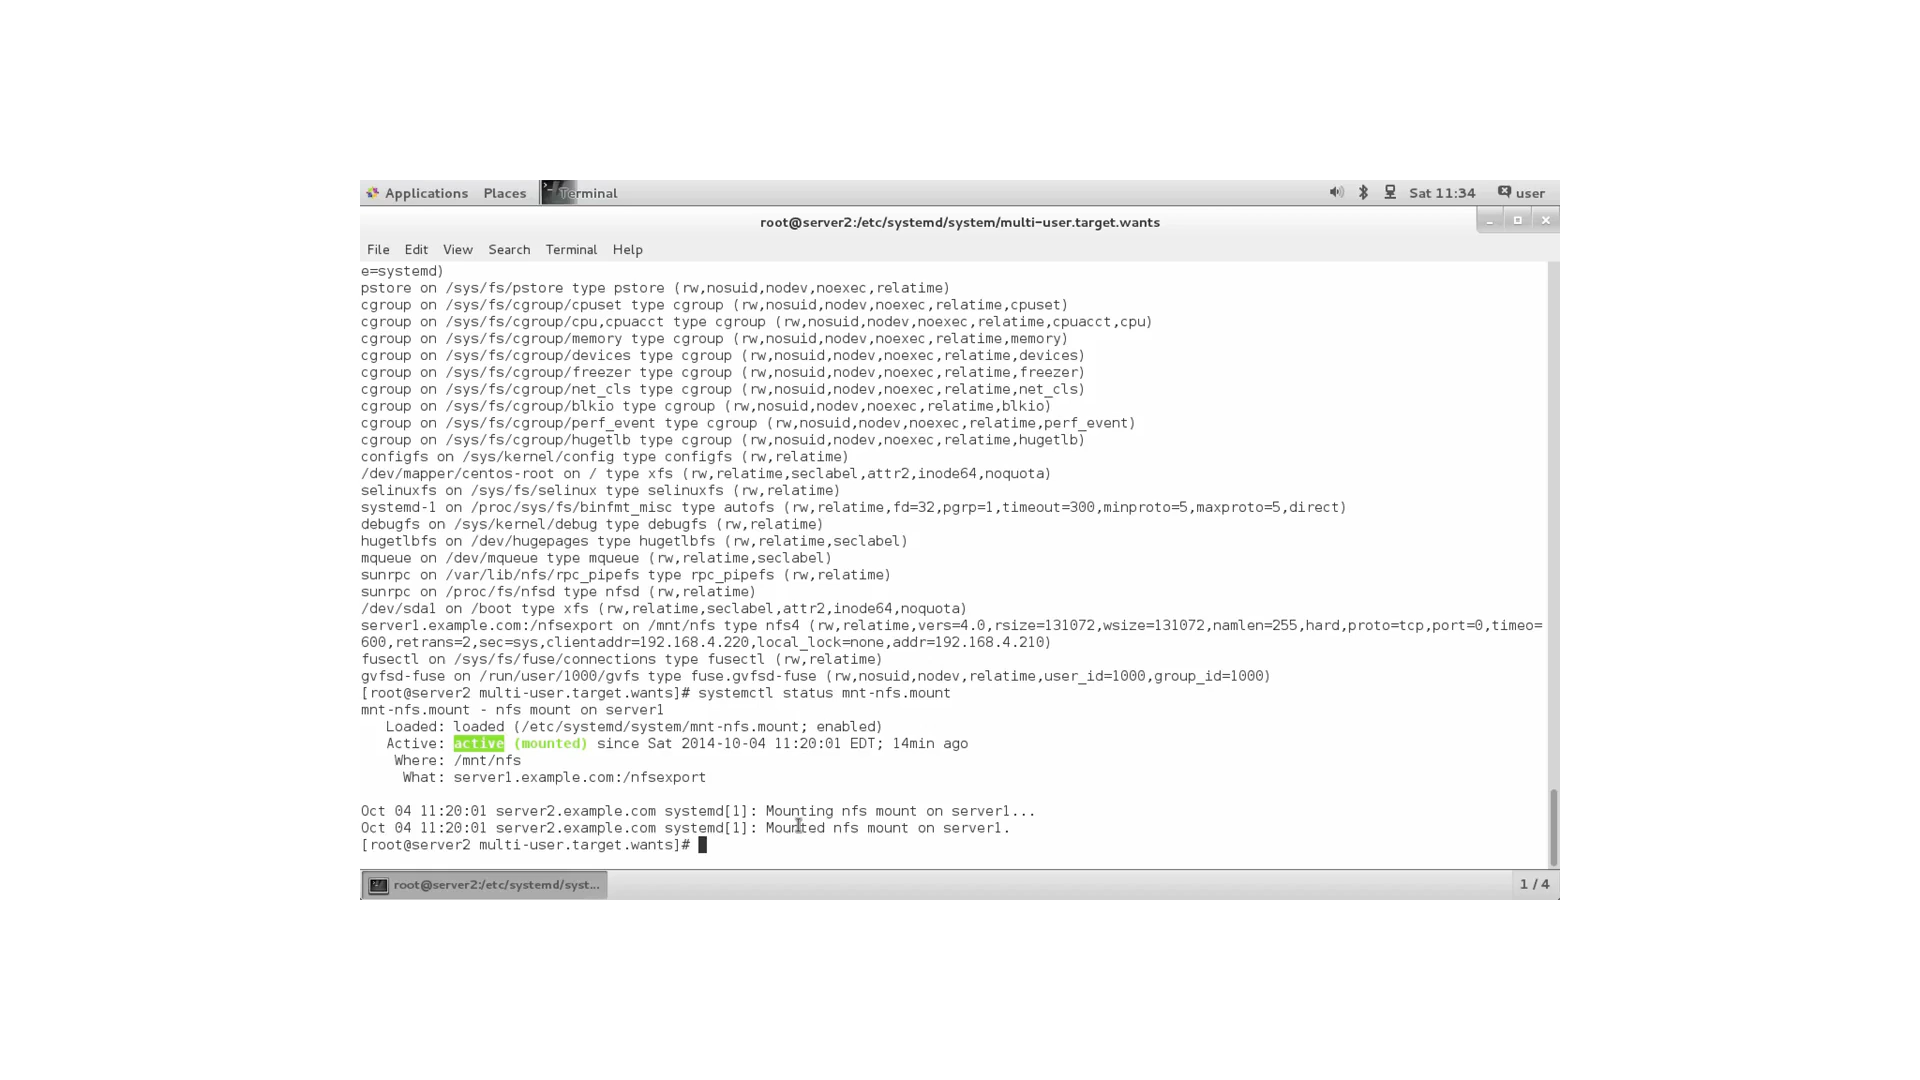 Applications Places Terminal Sat 11:34 user
root@server2:/etc/systemd/system/multi-user.target.wants
File Edit View Search Terminal Help
e=systemd)
pstore on /sys/fs/pstore type pstore (rw,nosuid,nodev,noexec,relatime)
cgroup on /sys/fs/cgroup/cpuset type cgroup (rw,nosuid,nodev,noexec,relatime,cpuset)
cgroup on /sys/fs/cgroup/cpu,cpuacct type cgroup (rw,nosuid,nodev,noexec,relatime,cpuacct,cpu)
cgroup on /sys/fs/cgroup/memory type cgroup (rw,nosuid,nodev,noexec,relatime,memory)
cgroup on /sys/fs/cgroup/devices type cgroup (rw,nosuid,nodev,noexec,relatime,devices)
cgroup on /sys/fs/cgroup/freezer type cgroup (rw,nosuid,nodev,noexec,relatime,freezer)
cgroup on /sys/fs/cgroup/net_cls type cgroup (rw,nosuid,nodev,noexec,relatime,net_cls)
cgroup on /sys/fs/cgroup/blkio type cgroup (rw,nosuid,nodev,noexec,relatime,blkio)
cgroup on /sys/fs/cgroup/perf_event type cgroup (rw,nosuid,nodev,noexec,relatime,perf_event)
cgroup on /sys/fs/cgroup/hugetlb type cgroup (rw,nosuid,nodev,noexec,relatime,hugetlb)
configfs on /sys/kernel/config type configfs (rw,relatime)
/dev/mapper/centos-root on / type xfs (rw,relatime,seclabel,attr2,inode64,noquota)
selinuxfs on /sys/fs/selinux type selinuxfs (rw,relatime)
systemd-1 on /proc/sys/fs/binfmt_misc type autofs (rw,relatime,fd=32,pgrp=1,timeout=300,minproto=5,maxproto=5,direct)
debugfs on /sys/kernel/debug type debugfs (rw,relatime)
hugetlbfs on /dev/hugepages type hugetlbfs (rw,relatime,seclabel)
mqueue on /dev/mqueue type mqueue (rw,relatime,seclabel)
sunrpc on /var/lib/nfs/rpc_pipefs type rpc_pipefs (rw,relatime)
sunrpc on /proc/fs/nfsd type nfsd (rw,relatime)
/dev/sda1 on /boot type xfs (rw,relatime,seclabel,attr2,inode64,noquota)
server1.example.com:/nfsexport on /mnt/nfs type nfs4 (rw,relatime,vers=4.0,rsize=131072,wsize=131072,namlen=255,hard,proto=tcp,port=0,timeo=
600,retrans=2,sec=sys,clientaddr=192.168.4.220,local_lock=none,addr=192.168.4.210)
fusectl on /sys/fs/fuse/connections type fusectl (rw,relatime)
gvfsd-fuse on /run/user/1000/gvfs type fuse.gvfsd-fuse (rw,nosuid,nodev,relatime,user_id=1000,group_id=1000)
[root@server2 multi-user.target.wants]# systemctl status mnt-nfs.mount
mnt-nfs.mount - nfs mount on server1
Loaded: loaded (/etc/systemd/system/mnt-nfs.mount; enabled)
Active: active (mounted) since Sat 2014-10-04 11:20:01 EDT; 14min ago
Where: /mnt/nfs
What: server1.example.com:/nfsexport
Oct 04 11:20:01 server2.example.com systemd[1]: Mounting nfs mount on server1...
Oct 04 11:20:01 server2.example.com systemd[1]: Mounted nfs mount on server1.
[root@server2 multi-user.target.wants]#
root@server2:/etc/systemd/syst... 1 / 4